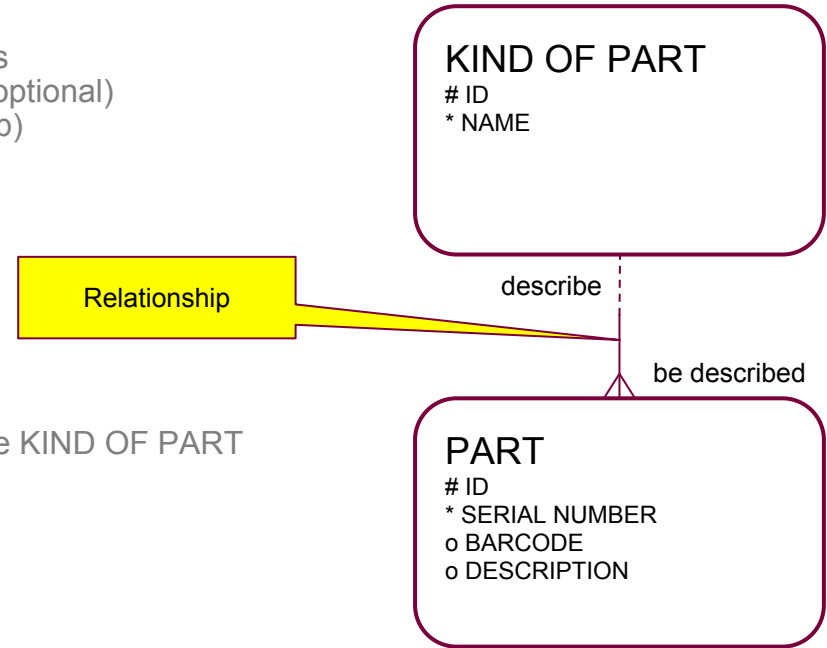 s
optional)
p)
KIND OF PART
# ID
* NAME
Relationship
describe
be described
e KIND OF PART
PART
# ID
* SERIAL NUMBER
o BARCODE
o DESCRIPTION